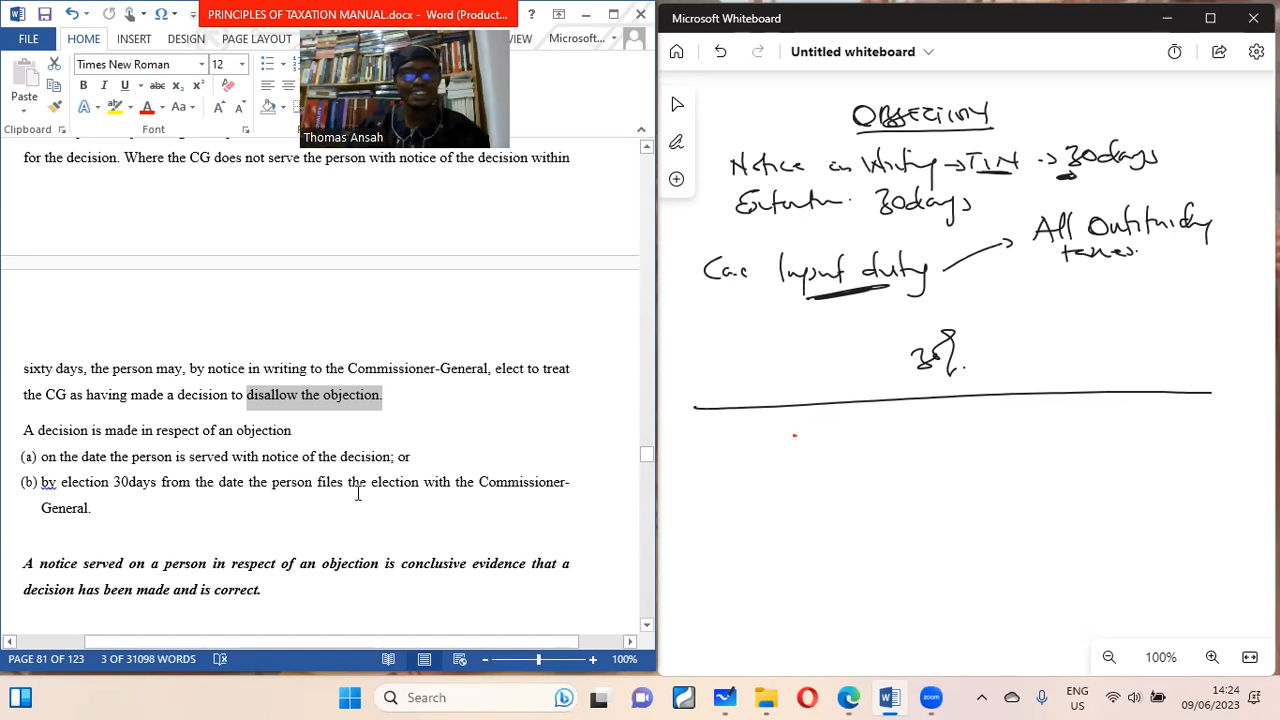 PRINCIPLES OF TAXATION MANUAL.docx - Word (Product...
FILE HOME INSERT DESIGN PAGE LAYOUT VIEW Microsoft...
Times New Roman 12
Paste
Clipboard Font
Thomas Ansah
for the decision. Where the CG does not serve the person with notice of the decision within
sixty days, the person may, by notice in writing to the Commissioner-General, elect to treat
the CG as having made a decision to disallow the objection.
A decision is made in respect of an objection
(a) on the date the person is served with notice of the decision; or
(b) by election 30days from the date the person files the election with the Commissioner-
General.
A notice served on a person in respect of an objection is conclusive evidence that a
decision has been made and is correct.
PAGE 81 OF 123 3 OF 31098 WORDS 100%
Microsoft Whiteboard
Untitled whiteboard
Notice in Writing → TIN → 30days
30days
Input duty
All
30%
100%
Search
zoom
ENG
US
14:24
09/06/2023